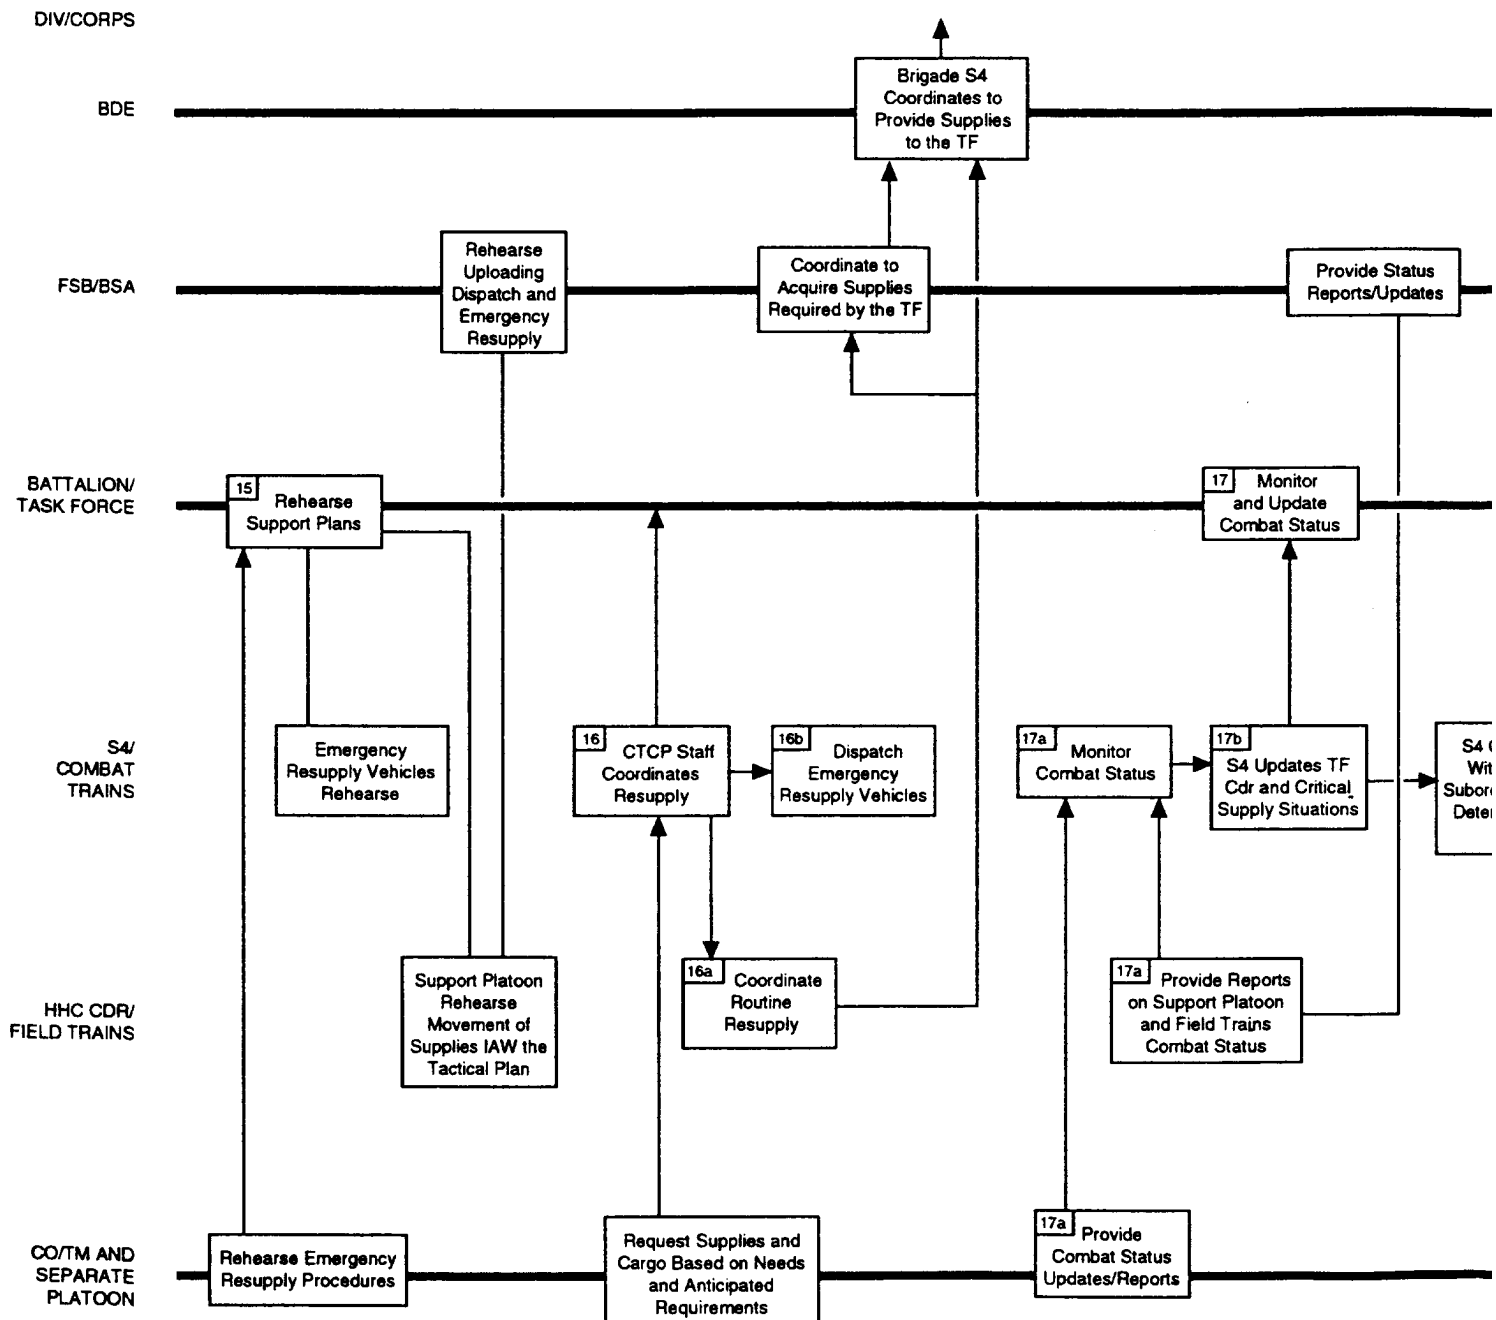 DIV/CORPS
Brigade S4
Coordinates to
Provide Supplies
to the TF
BDE
Rehearse
Uploading
Dispatch and
Emergency
Resupply
Coordinate to
Acquire Supplies
Required by the TF
Provide Status
Reports/Updates
FSB/BSA
BATTALION/
TASK FORCE
15 Rehearse
Support Plans
17 Monitor
and Update
Combat Status
S4/
COMBAT
TRAINS
Emergency
Resupply Vehicles
Rehearse
16 CTCP Staff
Coordinates
Resupply
16b Dispatch
Emergency
Resupply Vehicles
17a Monitor
Combat Status
17b
S4 Updates TF
Cdr and Critical
Supply Situations
S4
HHC CDR/
FIELD TRAINS
Support Platoon
Rehearse
Movement of
Supplies IAW the
Tactical Plan
16a Coordinate
Routine
Resupply
17a Provide Reports
on Support Platoon
and Field Trains
Combat Status
CO/TM AND
SEPARATE
PLATOON
Rehearse Emergency
Resupply Procedures
Request Supplies and
Cargo Based on Needs
and Anticipated
Requirements
17a Provide
Combat Status
Updates/Reports